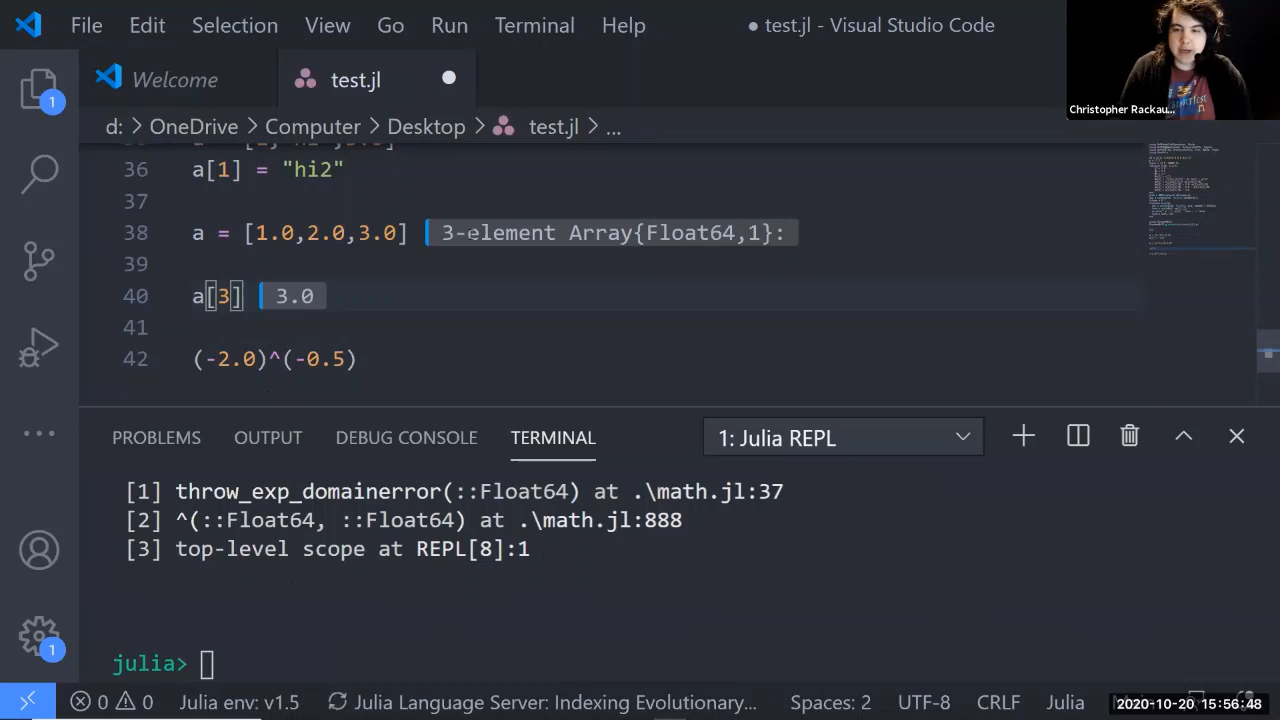 File Edit Selection View Go Run Terminal Help ● test.jl - Visual Studio Code
Christopher Rackau...
Welcome test.jl
1
d: > OneDrive > Computer > Desktop > test.jl > ...
36 a[1] = "hi2"
37
38 a = [1.0,2.0,3.0] 3-element Array{Float64,1}:
39
40 a[3] 3.0
41
42 (-2.0)^(-0.5)
PROBLEMS OUTPUT DEBUG CONSOLE TERMINAL 1: Julia REPL
[1] throw_exp_domainerror(::Float64) at .\math.jl:37
[2] ^(::Float64, ::Float64) at .\math.jl:888
[3] top-level scope at REPL[8]:1
1
julia>
0 0 Julia env: v1.5 Julia Language Server: Indexing Evolutionary... Spaces: 2 UTF-8 CRLF Julia
2020-10-20 15:56:48